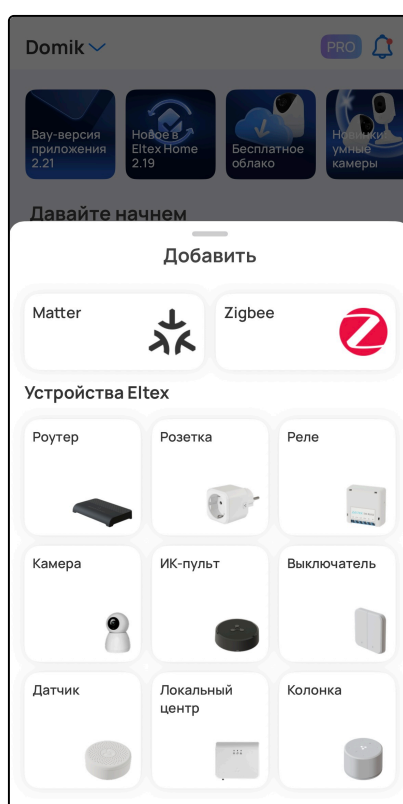 Domik
PRO
Вау-версия
приложения
2.21
Новое в
Eltex Home
2.19
Бесплатное
облако
Новинки
умные
камеры
Давайте начнем
Добавить
Matter
Zigbee
Устройства Eltex
Роутер
Розетка
Реле
Камера
ИК-пульт
Выключатель
Датчик
Локальный
центр
Колонка